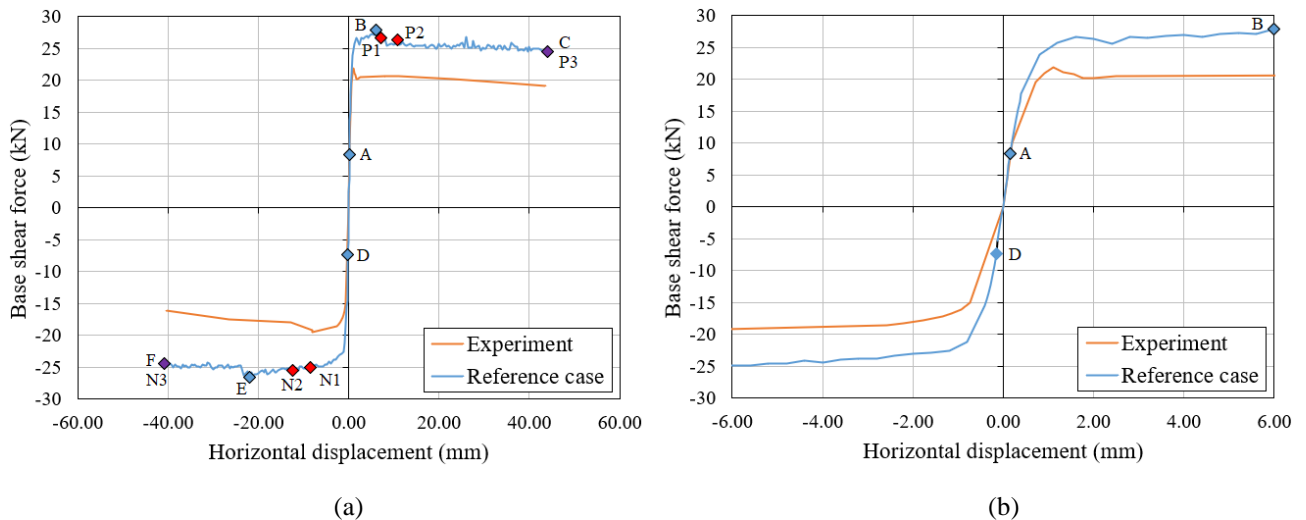 30
25
20
15
10
5
0
-5
-10
-15
-20
-25
-30
Base shear force (kN)
B
P1
P2
C
P3
A
D
F
N3
E
N2
N1
Experiment
Reference case
-60.00 -40.00 -20.00 0.00 20.00 40.00 60.00
Horizontal displacement (mm)
(a)
30
25
20
15
10
5
0
-5
-10
-15
-20
-25
-30
Base shear force (kN)
B
A
D
Experiment
Reference case
-6.00 -4.00 -2.00 0.00 2.00 4.00 6.00
Horizontal displacement (mm)
(b)